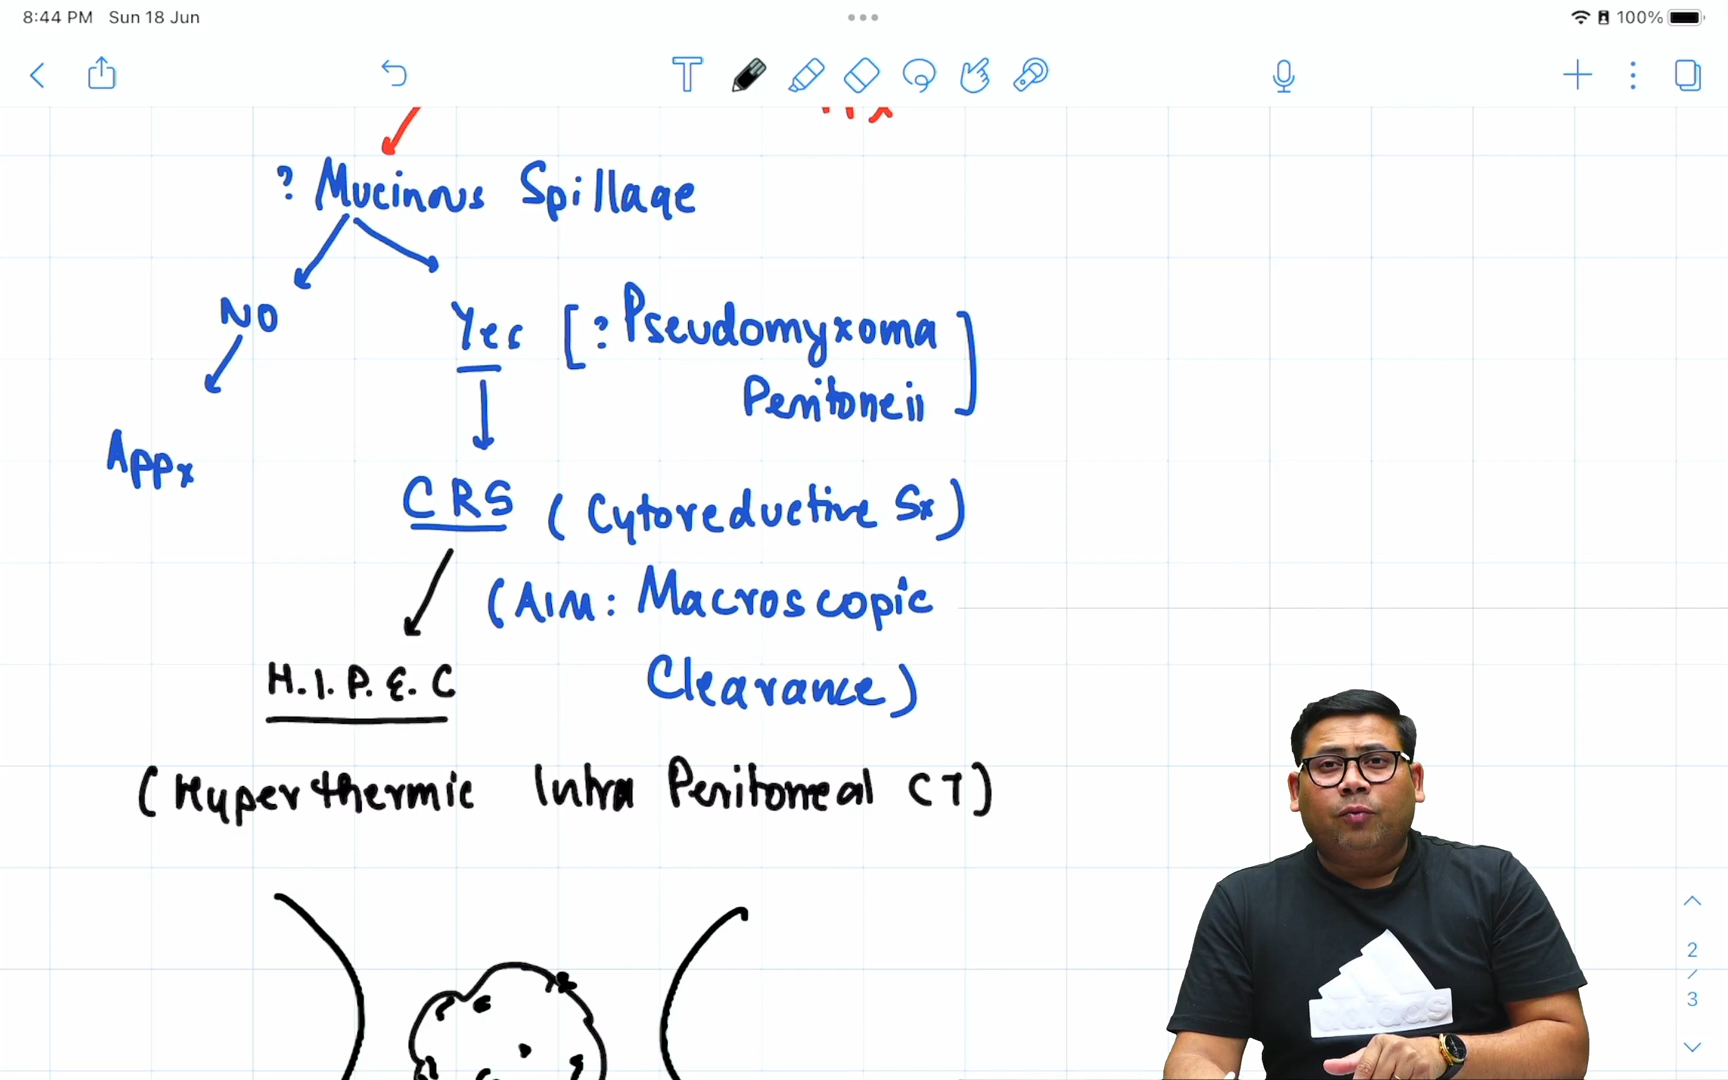 8:44 PM Sun 18 Jun
100%
T
? Mucinous Spillage
NO
Yes [? Pseudomyxoma
Peritoneii]
Appx
CRS (Cytoreductive Sx)
(AIM: Macroscopic
Clearance)
H.I.P.E.C
(Hyperthermic Intra Peritoneal CT)
adidas
2
/
3